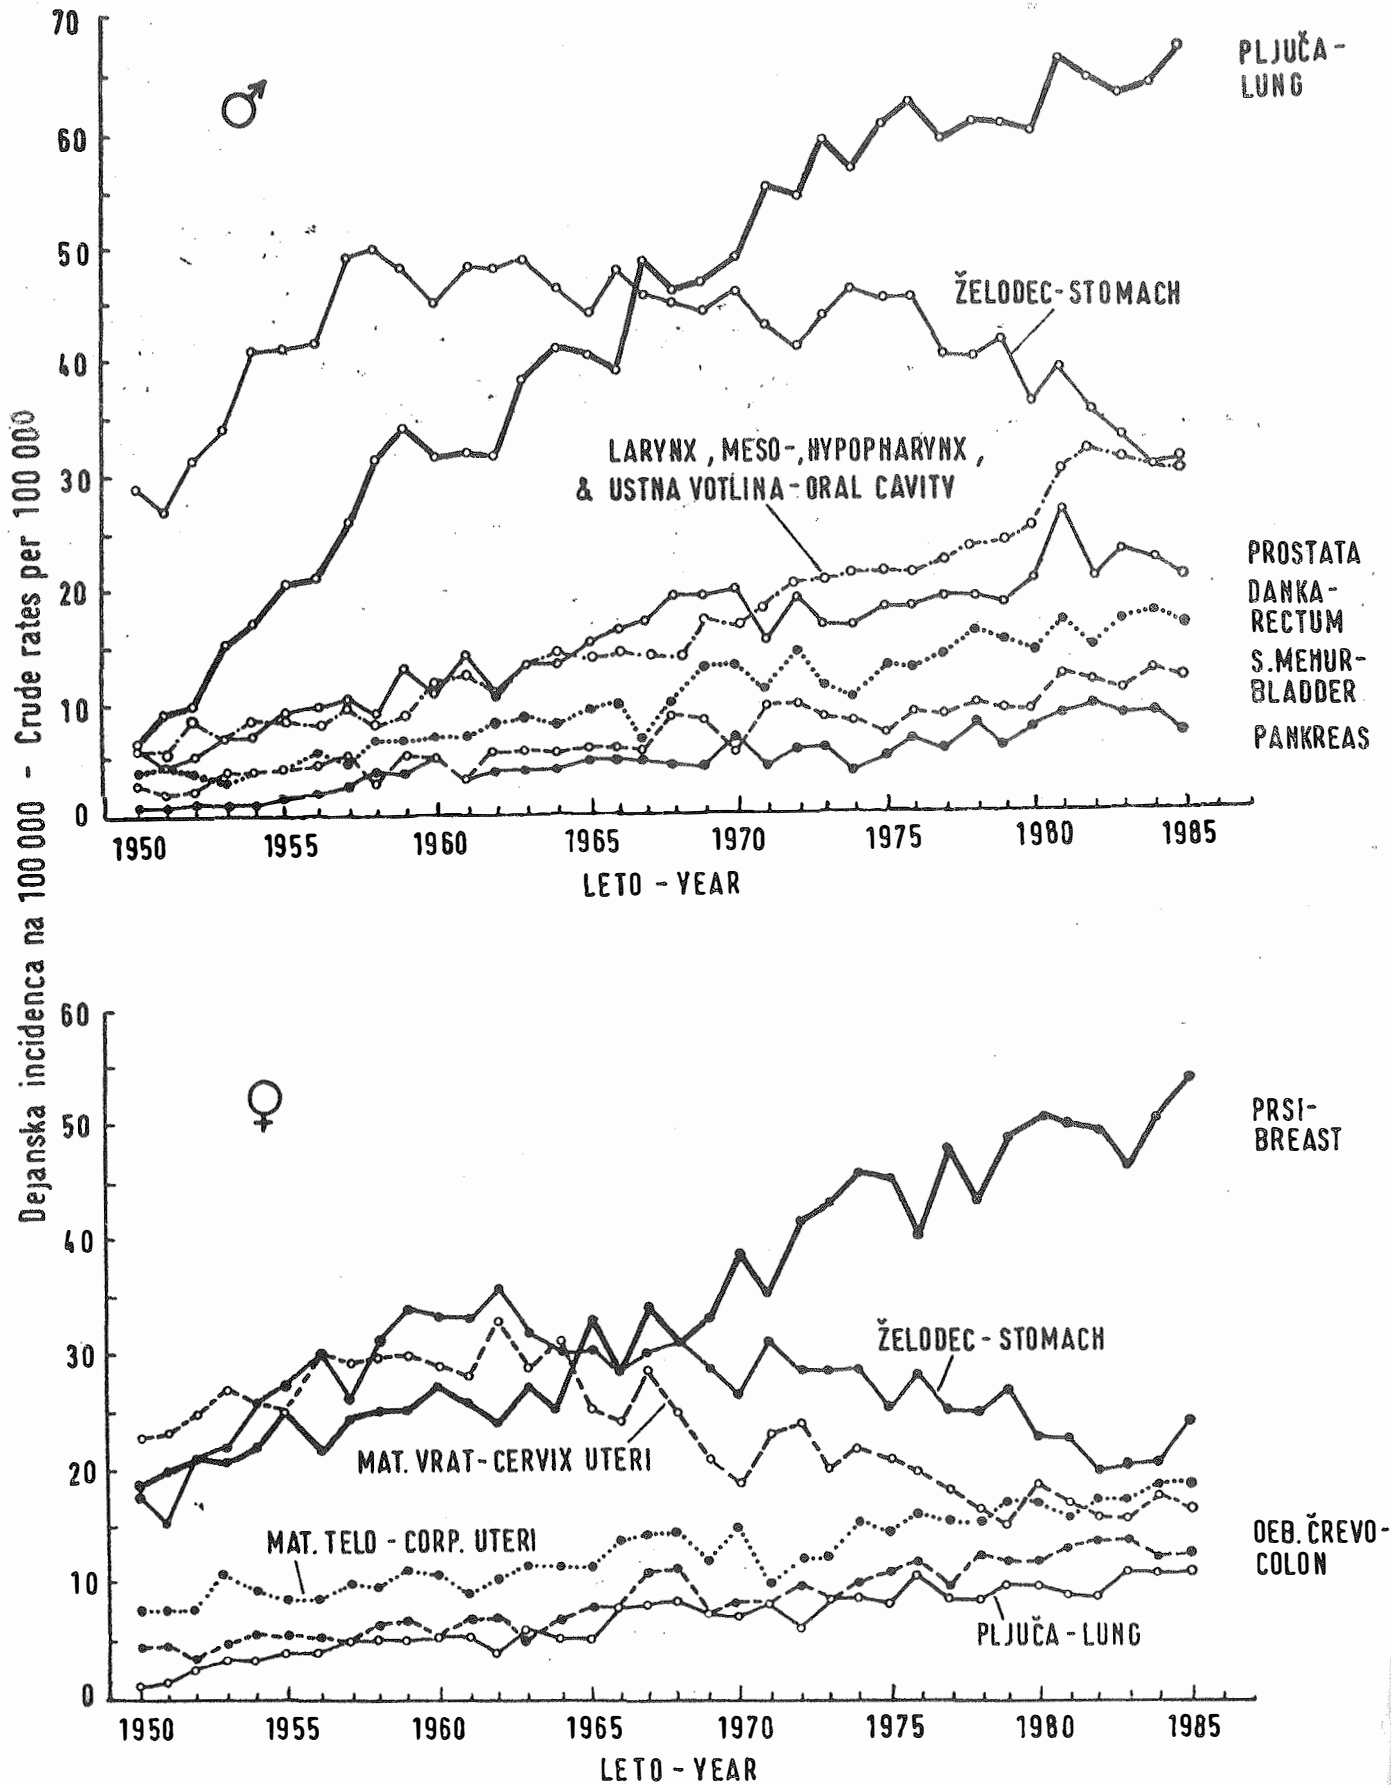 Dejanska incidenca na 100 000 - Crude rates per 100 000
70
60
50
40
30
20
10
0
♂
PLJUČA-
LUNG
ŽELODEC-STOMACH
LARYNX, MESO-, HYPOPHARYNX,
& USTNA VOTLINA-ORAL CAVITY
PROSTATA
DANKA-
RECTUM
S.MEHUR-
BLADDER
PANKREAS
1950 1955 1960 1965 1970 1975 1980 1985
LETO - YEAR
60
50
40
30
20
10
0
♀
PRSI-
BREAST
ŽELODEC-STOMACH
MAT. VRAT-CERVIX UTERI
MAT. TELO - CORP. UTERI
DEB. ČREVO-
COLON
PLJUČA-LUNG
1950 1955 1960 1965 1970 1975 1980 1985
LETO - YEAR